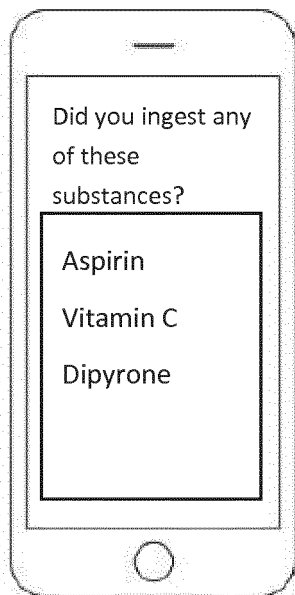 Did you ingest any
of these
substances?
Aspirin
Vitamin C
Dipyrone